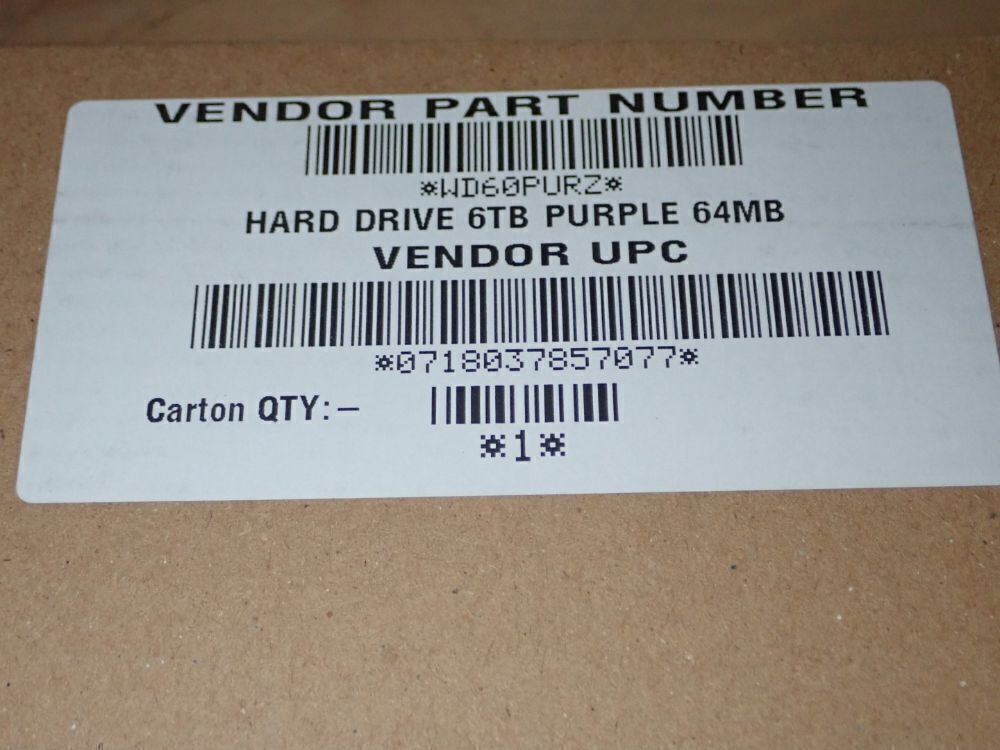 VENDOR PART NUMBER
*WD60PURZ*
HARD DRIVE 6TB PURPLE 64MB
VENDOR UPC
*0718037857077*
Carton QTY:–
*1*